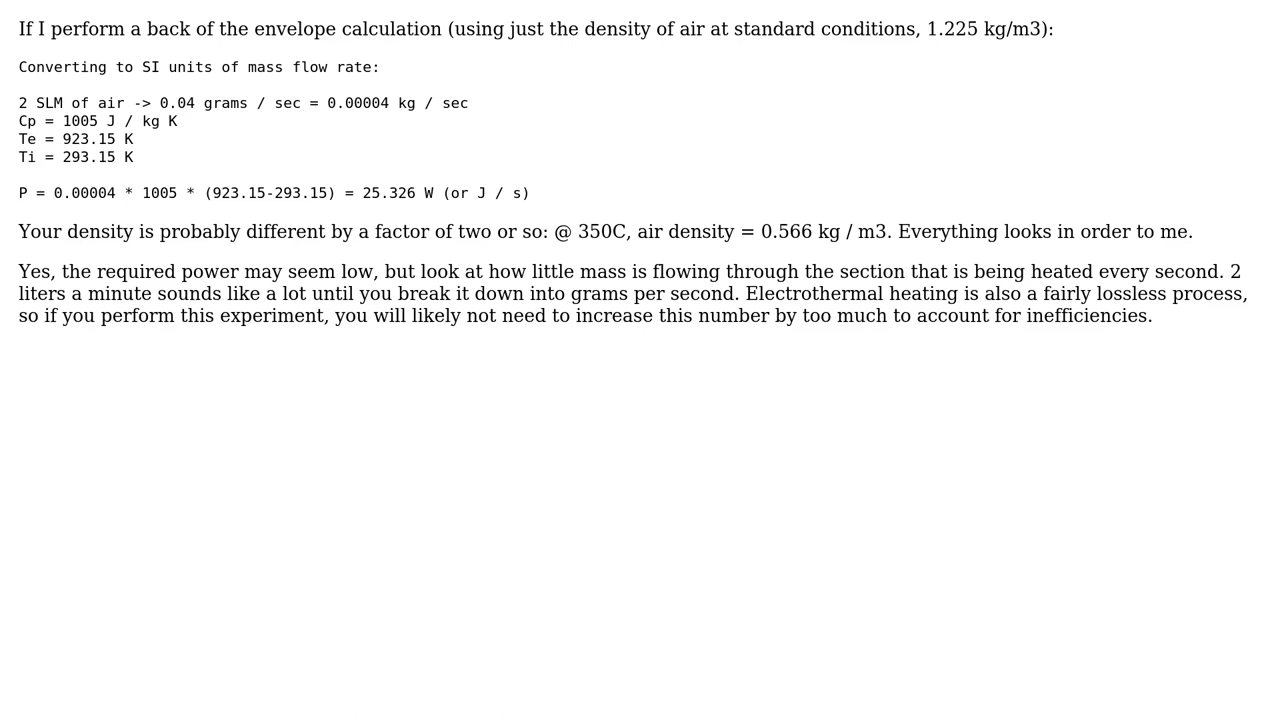 If I perform a back of the envelope calculation (using just the density of air at standard conditions, 1.225 kg/m3):
Converting to SI units of mass flow rate:
2 SLM of air -> 0.04 grams / sec = 0.00004 kg / sec
Cp = 1005 J / kg K
Te = 923.15 K
Ti = 293.15 K
P = 0.00004 * 1005 * (923.15-293.15) = 25.326 W (or J / s)
Your density is probably different by a factor of two or so: @ 350C, air density = 0.566 kg / m3. Everything looks in order to me.
Yes, the required power may seem low, but look at how little mass is flowing through the section that is being heated every second. 2
liters a minute sounds like a lot until you break it down into grams per second. Electrothermal heating is also a fairly lossless process,
so if you perform this experiment, you will likely not need to increase this number by too much to account for inefficiencies.